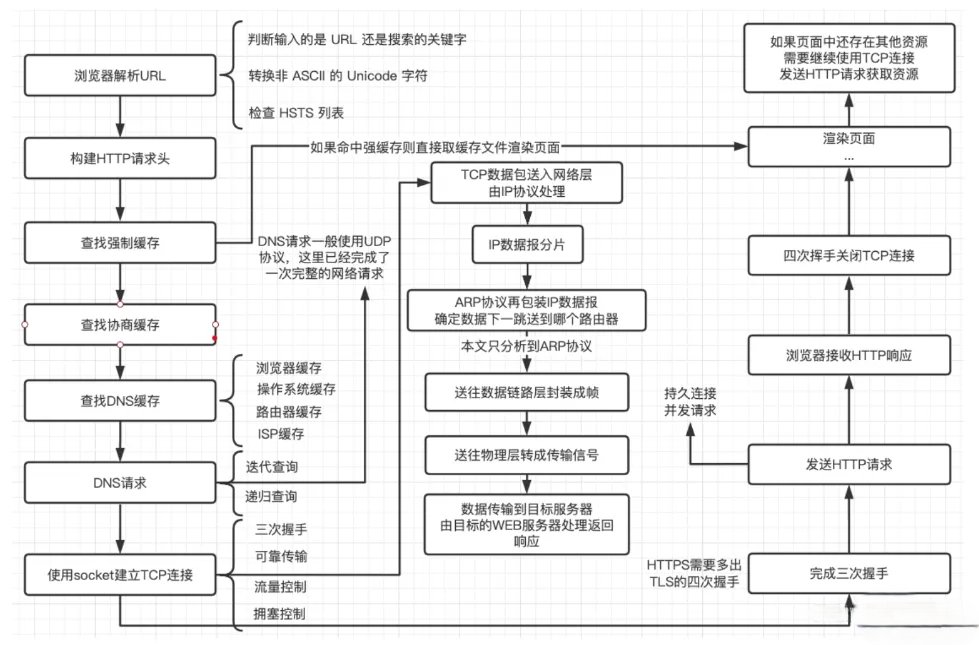 浏览器解析URL
判断输入的是 URL 还是搜索的关键字
转换非 ASCII 的 Unicode 字符
检查 HSTS 列表
构建HTTP请求头
查找强制缓存
如果命中强缓存则直接取缓存文件渲染页面
查找协商缓存
查找DNS缓存
浏览器缓存
操作系统缓存
路由器缓存
ISP缓存
DNS请求
迭代查询
递归查询
DNS请求一般使用UDP
协议，这里已经完成了
一次完整的网络请求
使用socket建立TCP连接
三次握手
可靠传输
流量控制
拥塞控制
TCP数据包送入网络层
由IP协议处理
IP数据报分片
ARP协议再包装IP数据报
确定数据下一跳送到哪个路由器
本文只分析到ARP协议
送往数据链路层封装成帧
送往物理层转成传输信号
数据传输到目标服务器
由目标的WEB服务器处理返回
响应
完成三次握手
HTTPS需要多出
TLS的四次握手
发送HTTP请求
持久连接
并发请求
浏览器接收HTTP响应
四次挥手关闭TCP连接
渲染页面
...
如果页面中还存在其他资源
需要继续使用TCP连接
发送HTTP请求获取资源